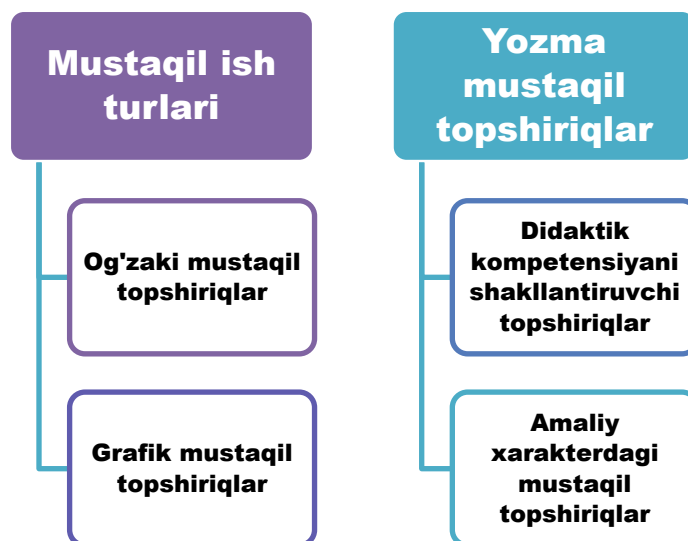 Mustaqil ish
turlari
Og'zaki mustaqil
topshiriqlar
Grafik mustaqil
topshiriqlar
Yozma
mustaqil
topshiriqlar
Didaktik
kompetensiyani
shakllantiruvchi
topshiriqlar
Amaliy
xarakterdagi
mustaqil
topshiriqlar